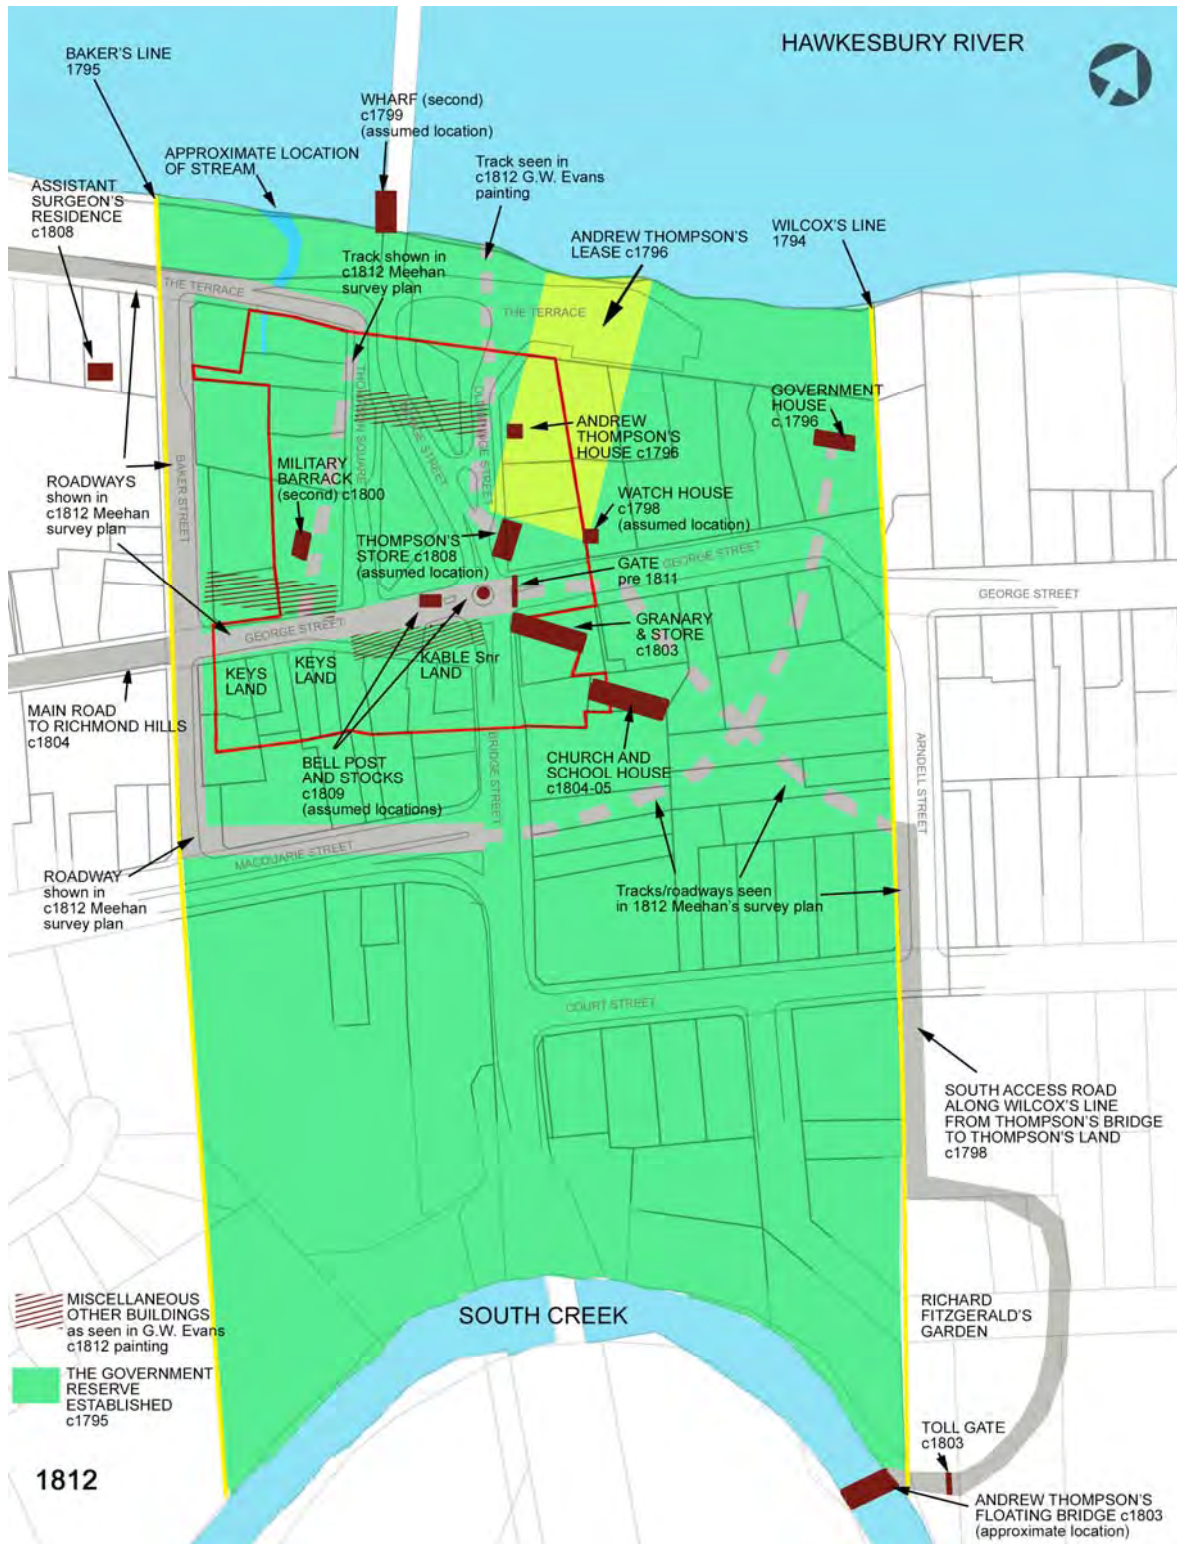 HAWKESBURY RIVER
BAKER'S LINE
1795
WHARF (second)
c1799
(assumed location)
APPROXIMATE LOCATION
OF STREAM
Track seen in
c1812 G.W. Evans
painting
ASSISTANT
SURGEON'S
RESIDENCE
c1808
ANDREW THOMPSON'S
LEASE c1796
WILCOX'S LINE
1794
Track shown in
c1812 Meehan
survey plan
THE TERRACE
THE TERRACE
GOVERNMENT
HOUSE
c.1796
THOMPSON SQUARE
GEORGE STREET
OLD BRIDGE STREET
ANDREW
THOMPSON'S
HOUSE c1796
BAKER STREET
MILITARY
BARRACK
(second) c1800
ROADWAYS
shown in
c1812 Meehan
survey plan
WATCH HOUSE
c1798
(assumed location)
THOMPSON'S
STORE c1808
(assumed location)
GEORGE STREET
GATE
pre 1811
GEORGE STREET
GRANARY
& STORE
c1803
GEORGE STREET
KEYS
LAND
KEYS
LAND
KABLE Snr
LAND
MAIN ROAD
TO RICHMOND HILLS
c1804
BELL POST
AND STOCKS
c1809
(assumed locations)
BRIDGE STREET
CHURCH AND
SCHOOL HOUSE
c1804-05
ARNDELL STREET
MACQUARIE STREET
ROADWAY
shown in
c1812 Meehan
survey plan
Tracks/roadways seen
in 1812 Meehan's survey plan
COURT STREET
SOUTH ACCESS ROAD
ALONG WILCOX'S LINE
FROM THOMPSON'S BRIDGE
TO THOMPSON'S LAND
c1798
SOUTH CREEK
RICHARD
FITZGERALD'S
GARDEN
MISCELLANEOUS
OTHER BUILDINGS
as seen in G.W. Evans
c1812 painting
THE GOVERNMENT
RESERVE
ESTABLISHED
c1795
TOLL GATE
c1803
1812
ANDREW THOMPSON'S
FLOATING BRIDGE c1803
(approximate location)